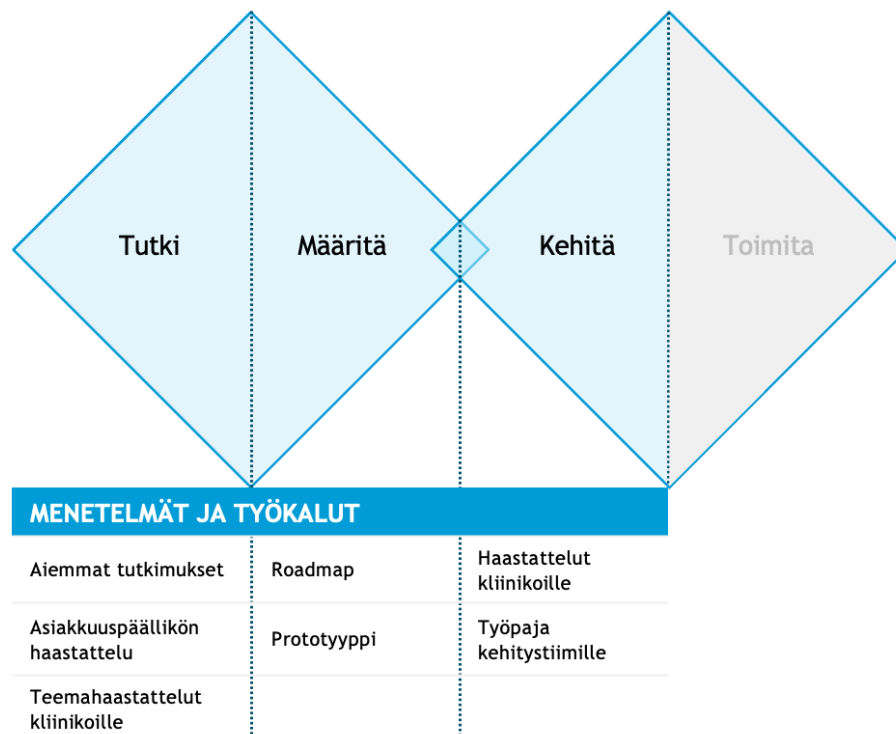 Tutki
Määritä
Kehitä
Toimita
MENETELMÄT JA TYÖKALUT
Aiemmat tutkimukset
Roadmap
Haastattelut
kliinikoille
Asiakkuuspäällikön
haastattelu
Prototyyppi
Työpaja
kehitystiimille
Teemahaastattelut
kliinikoille